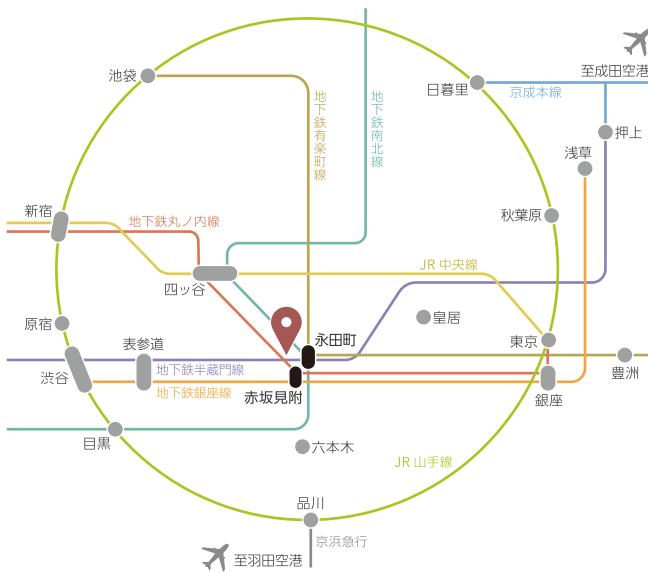 至成田空港
池袋
日暮里
京成本線
地下鉄有楽町線
地下鉄南北線
押上
浅草
新宿
地下鉄丸ノ内線
秋葉原
JR 中央線
四ッ谷
皇居
原宿
表参道
永田町
東京
渋谷
地下鉄半蔵門線
豊洲
地下鉄銀座線
赤坂見附
銀座
目黒
六本木
JR 山手線
品川
京浜急行
至羽田空港